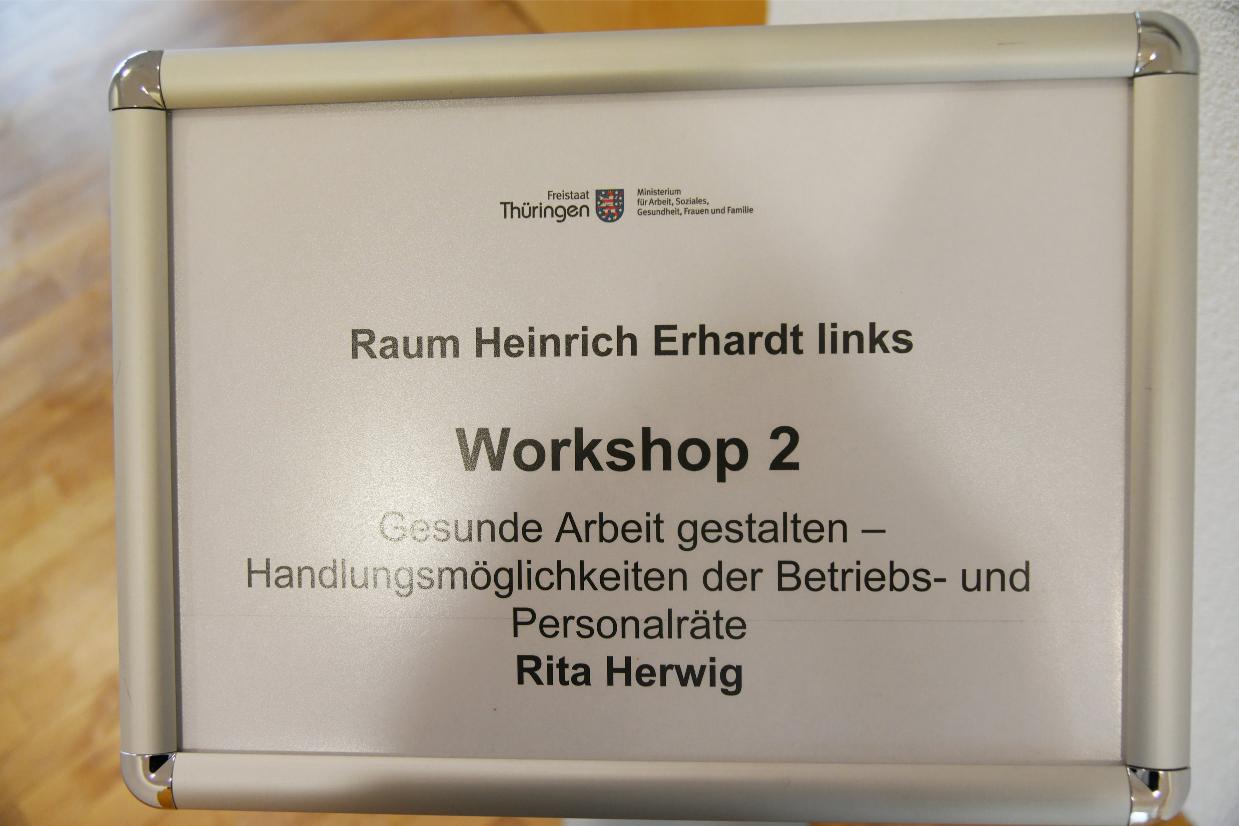 Freistaat
Thüringen
Ministerium
für Arbeit, Soziales,
Gesundheit, Frauen und Familie
Raum Heinrich Erhardt links
Workshop 2
Gesunde Arbeit gestalten –
Handlungsmöglichkeiten der Betriebs- und
Personalräte
Rita Herwig